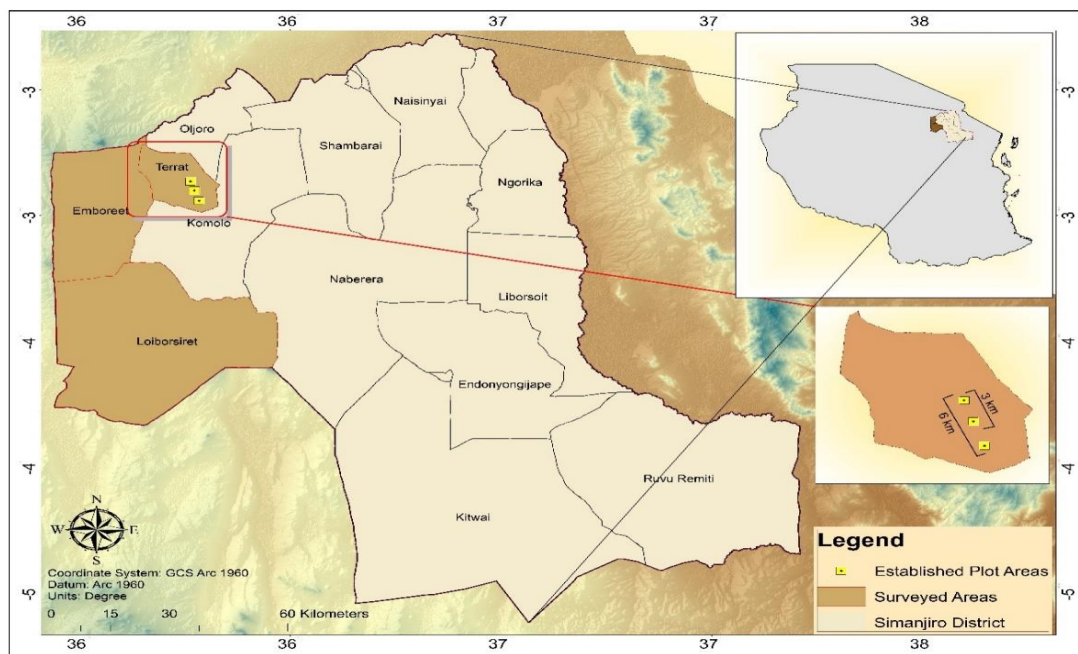 36 36 37 37 38
-3 -3
Naisinyai
Oljoro
Shambarai
Terrat
Ngorika
Emboreet
-3 -3
Komolo
Naberera
Liborsoit
Loiborsiret
-4 -4
Endonyongijape
3 km
6 km
-4 -4
Ruvu Remiti
Kitwai
N
W E
S
Coordinate System: GCS Arc 1960
Datum: Arc 1960
Units: Degree
0 15 30 60 Kilometers
-5 -5
Legend
Established Plot Areas
Surveyed Areas
Simanjiro District
36 36 37 37 38